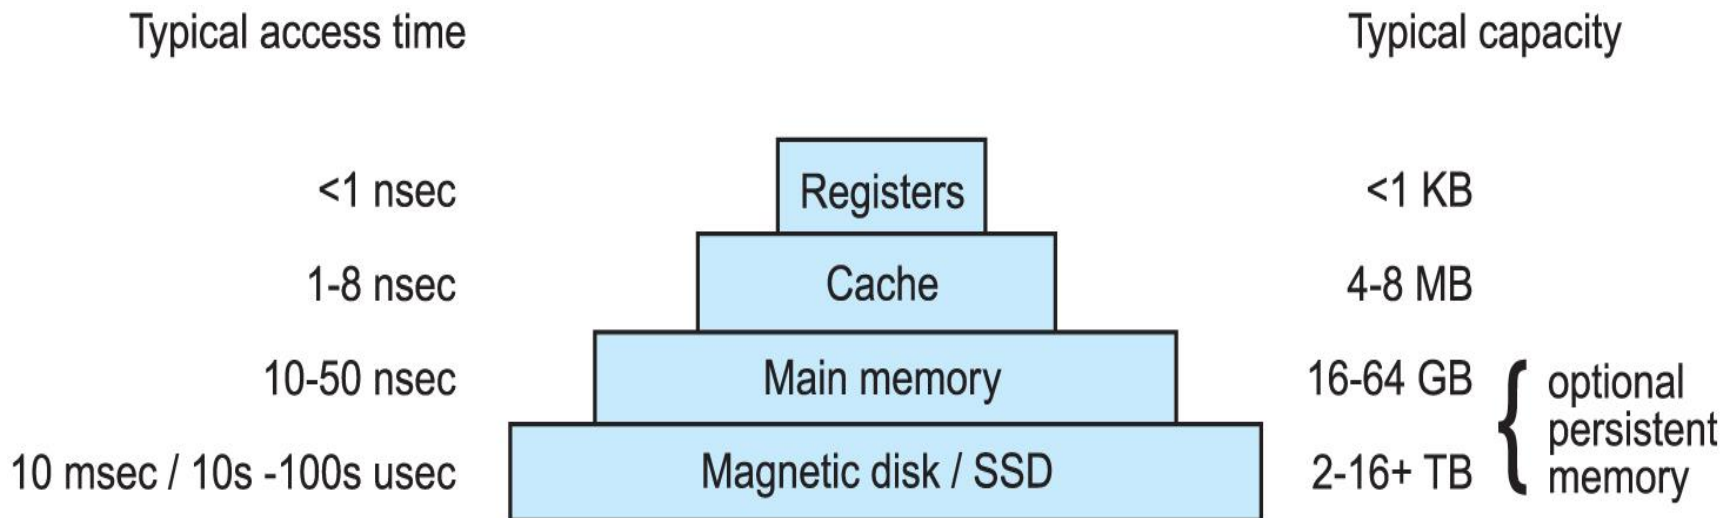 Typical access time Typical capacity
<1 nsec Registers <1 KB
1-8 nsec Cache 4-8 MB
10-50 nsec Main memory 16-64 GB
10 msec / 10s -100s usec Magnetic disk / SSD 2-16+ TB
{ optional
persistent
memory